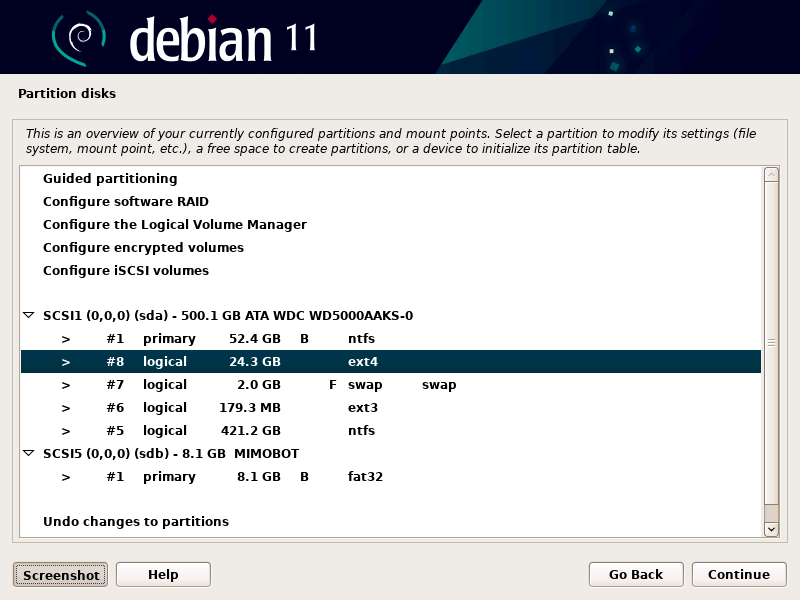 debian 11
Partition disks
This is an overview of your currently configured partitions and mount points. Select a partition to modify its settings (file
system, mount point, etc.), a free space to create partitions, or a device to initialize its partition table.
Guided partitioning
Configure software RAID
Configure the Logical Volume Manager
Configure encrypted volumes
Configure iSCSI volumes
SCSI1 (0,0,0) (sda) - 500.1 GB ATA WDC WD5000AAKS-0
> #1 primary 52.4 GB B ntfs
> #8 logical 24.3 GB ext4
> #7 logical 2.0 GB F swap swap
> #6 logical 179.3 MB ext3
> #5 logical 421.2 GB ntfs
SCSI5 (0,0,0) (sdb) - 8.1 GB MIMOBOT
> #1 primary 8.1 GB B fat32
Undo changes to partitions
Screenshot Help Go Back Continue